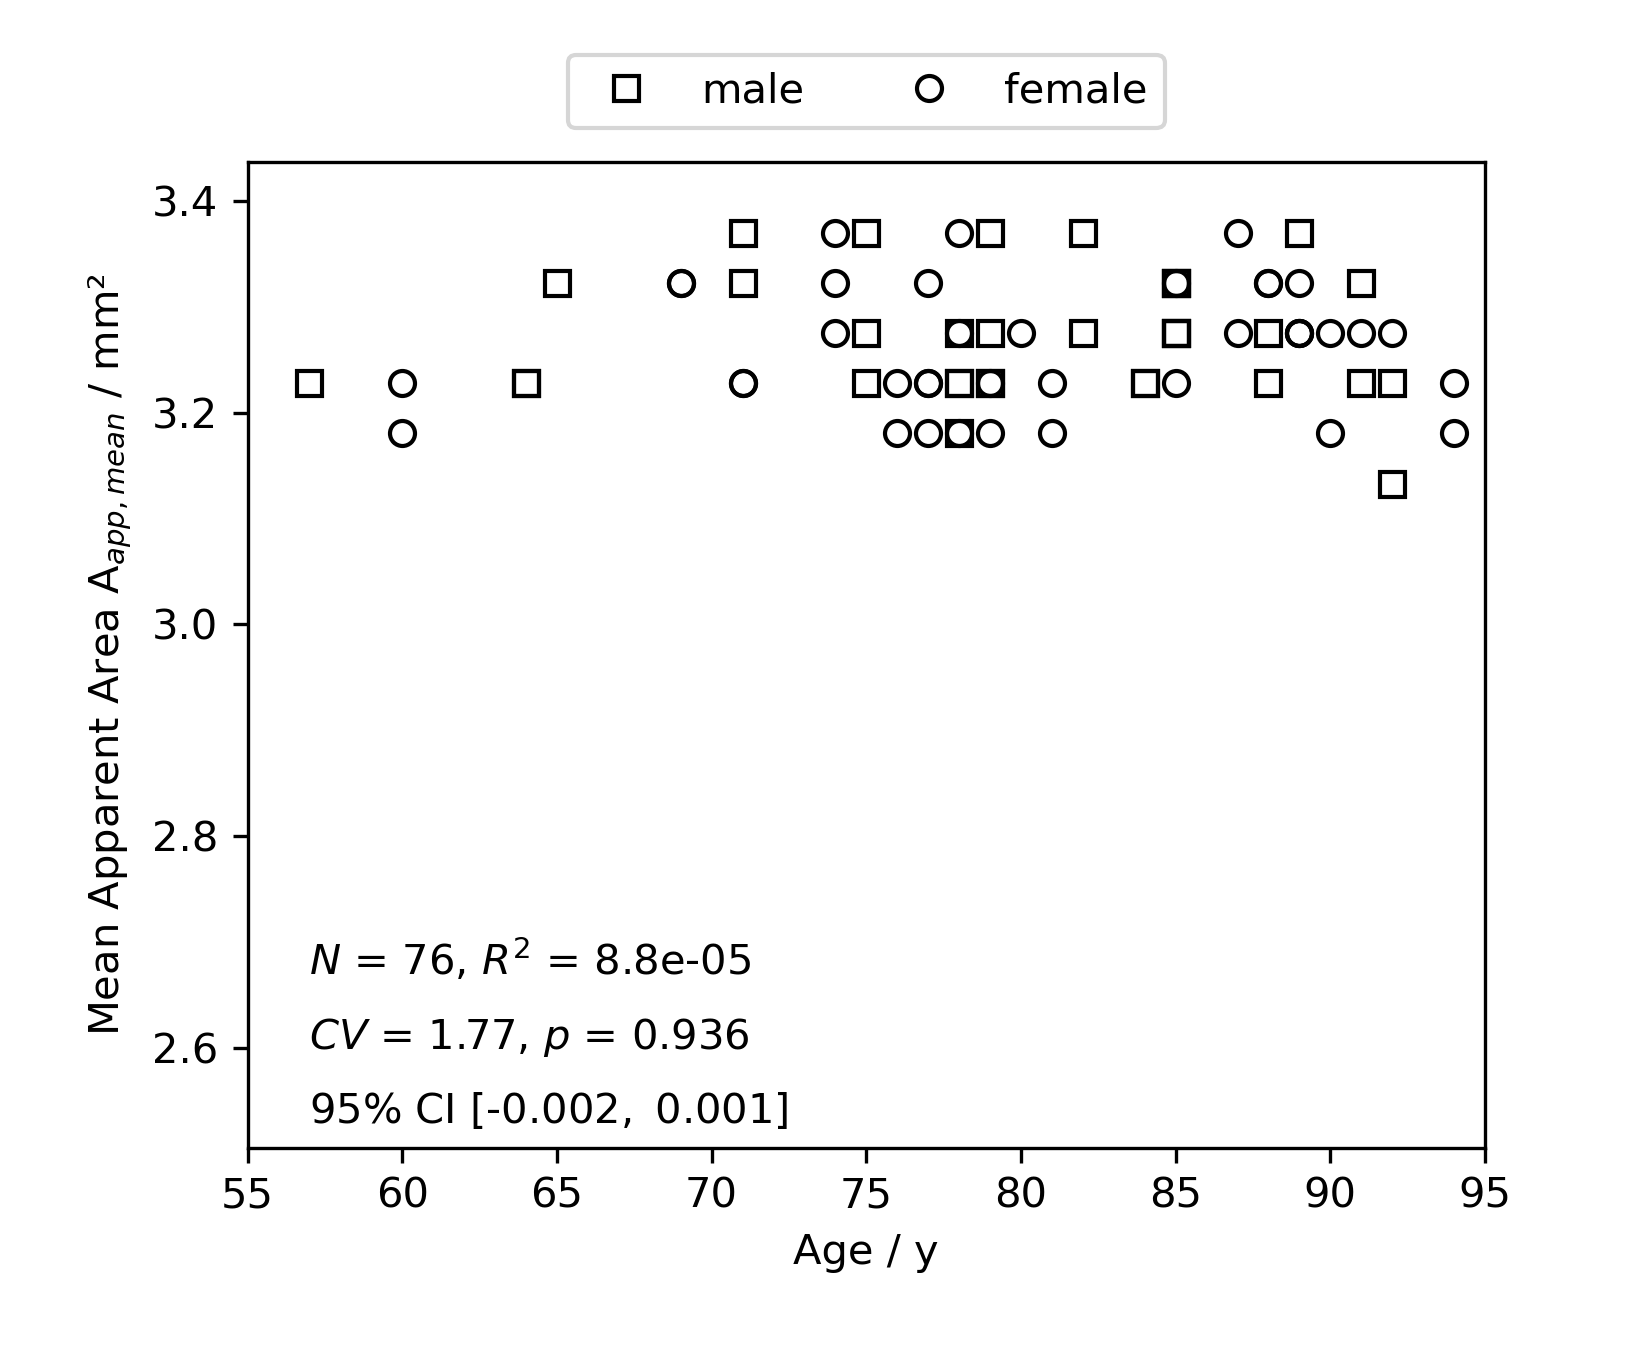 male female
3.4
3.2
3.0
2.8
2.6
Mean Apparent Area A_{app, mean} / mm²
N = 76, R² = 8.8e-05
CV = 1.77, p = 0.936
95% CI [-0.002, 0.001]
55 60 65 70 75 80 85 90 95
Age / y